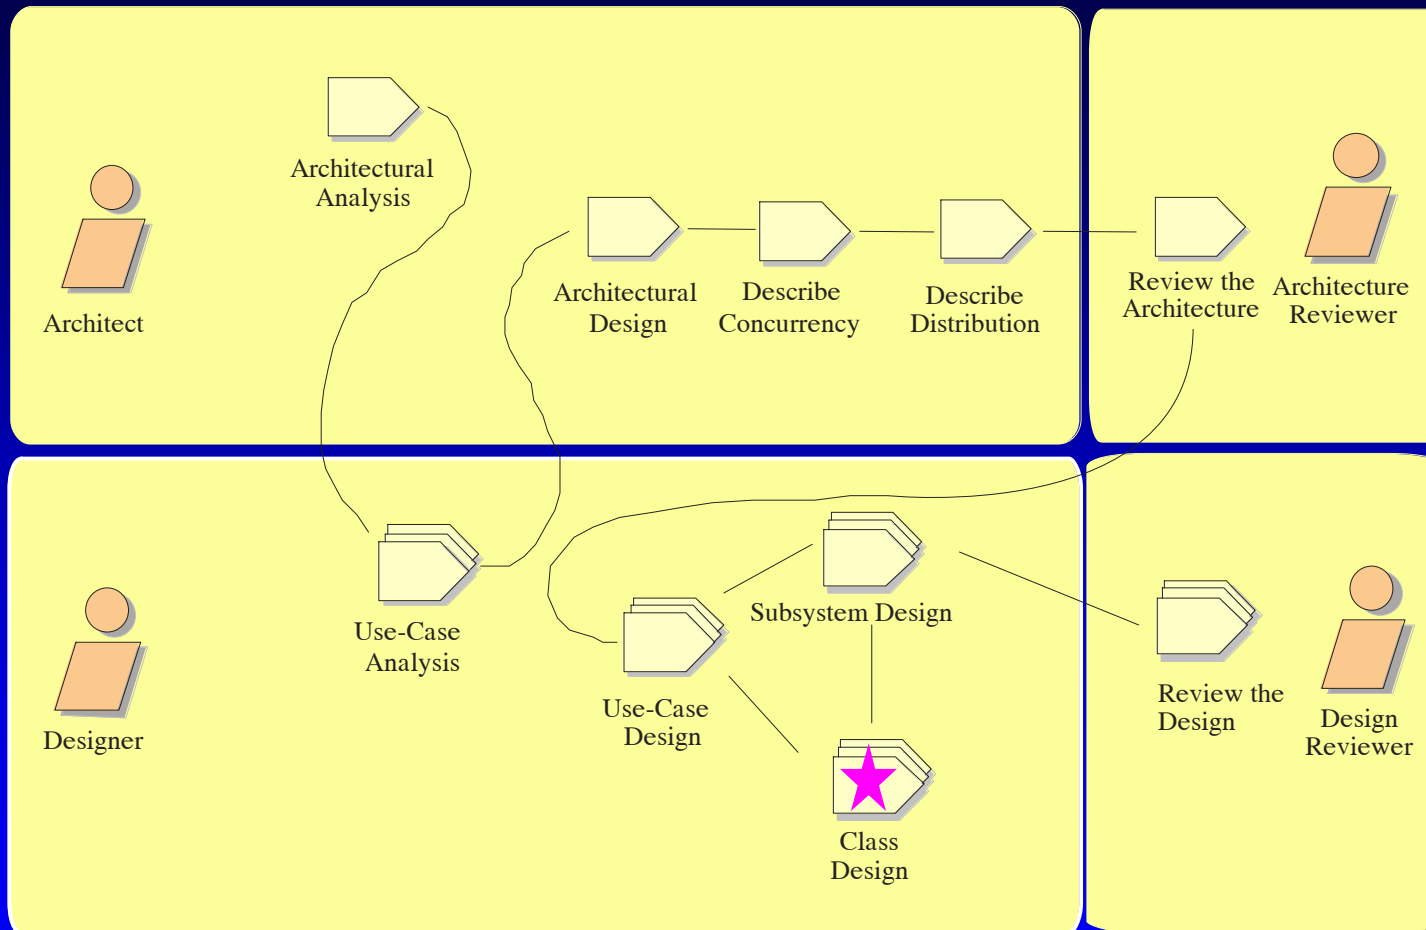 Architectural
Analysis
Architect
Architectural
Design
Describe
Concurrency
Describe
Distribution
Review the
Architecture
Architecture
Reviewer
Use-Case
Analysis
Designer
Use-Case
Design
Subsystem Design
Class
Design
Review the
Design
Design
Reviewer